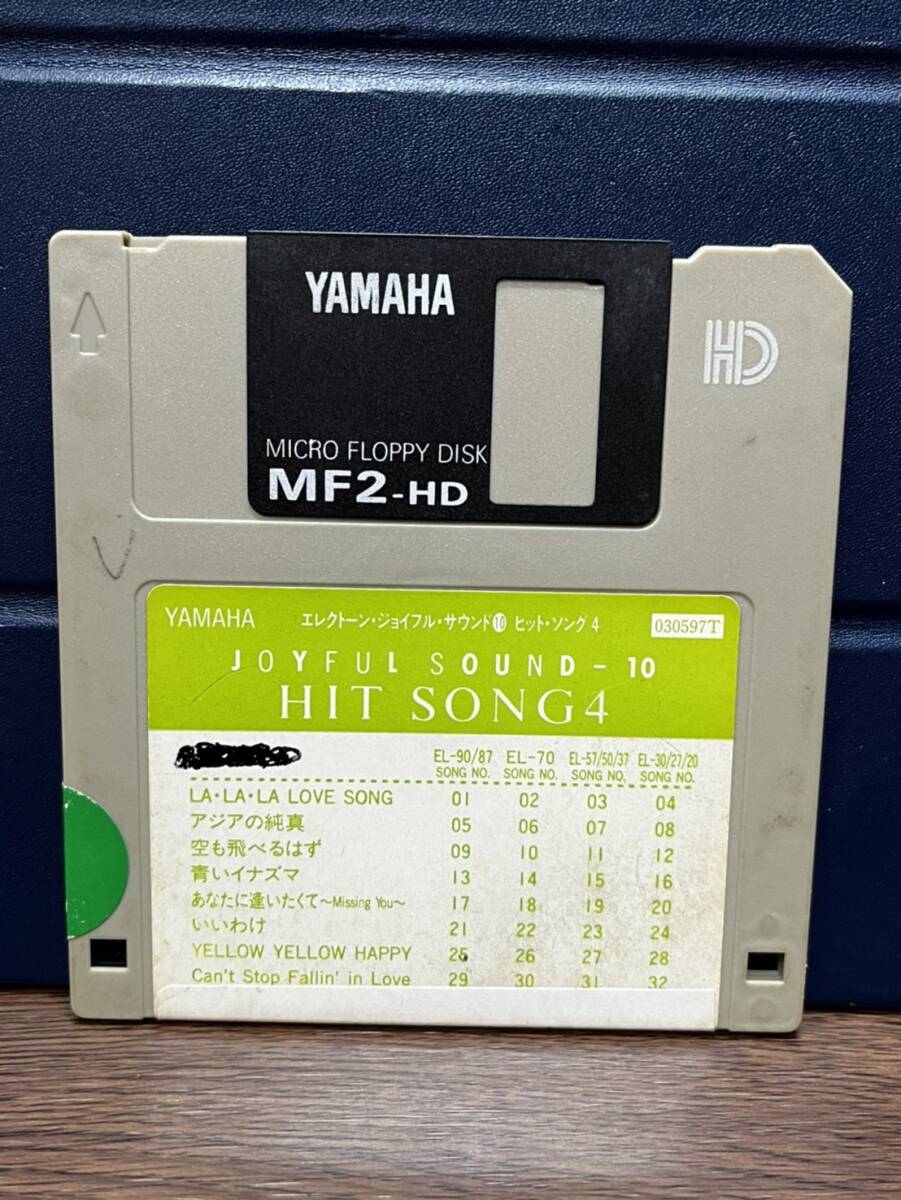 YAMAHA
HD
MICRO FLOPPY DISK
MF2-HD
YAMAHA エレクトーン・ジョイフル・サウンド⑩ ヒット・ソング4 030597T
JOYFUL SOUND-10
HIT SONG4
EL-90/87 EL-70 EL-57/50/37 EL-30/27/20
SONG NO. SONG NO. SONG NO. SONG NO.
LA・LA・LA LOVE SONG 01 02 03 04
アジアの純真 05 06 07 08
空も飛べるはず 09 10 11 12
青いイナズマ 13 14 15 16
あなたに逢いたくて〜Missing You〜 17 18 19 20
いいわけ 21 22 23 24
YELLOW YELLOW HAPPY 25 26 27 28
Can't Stop Fallin' in Love 29 30 31 32